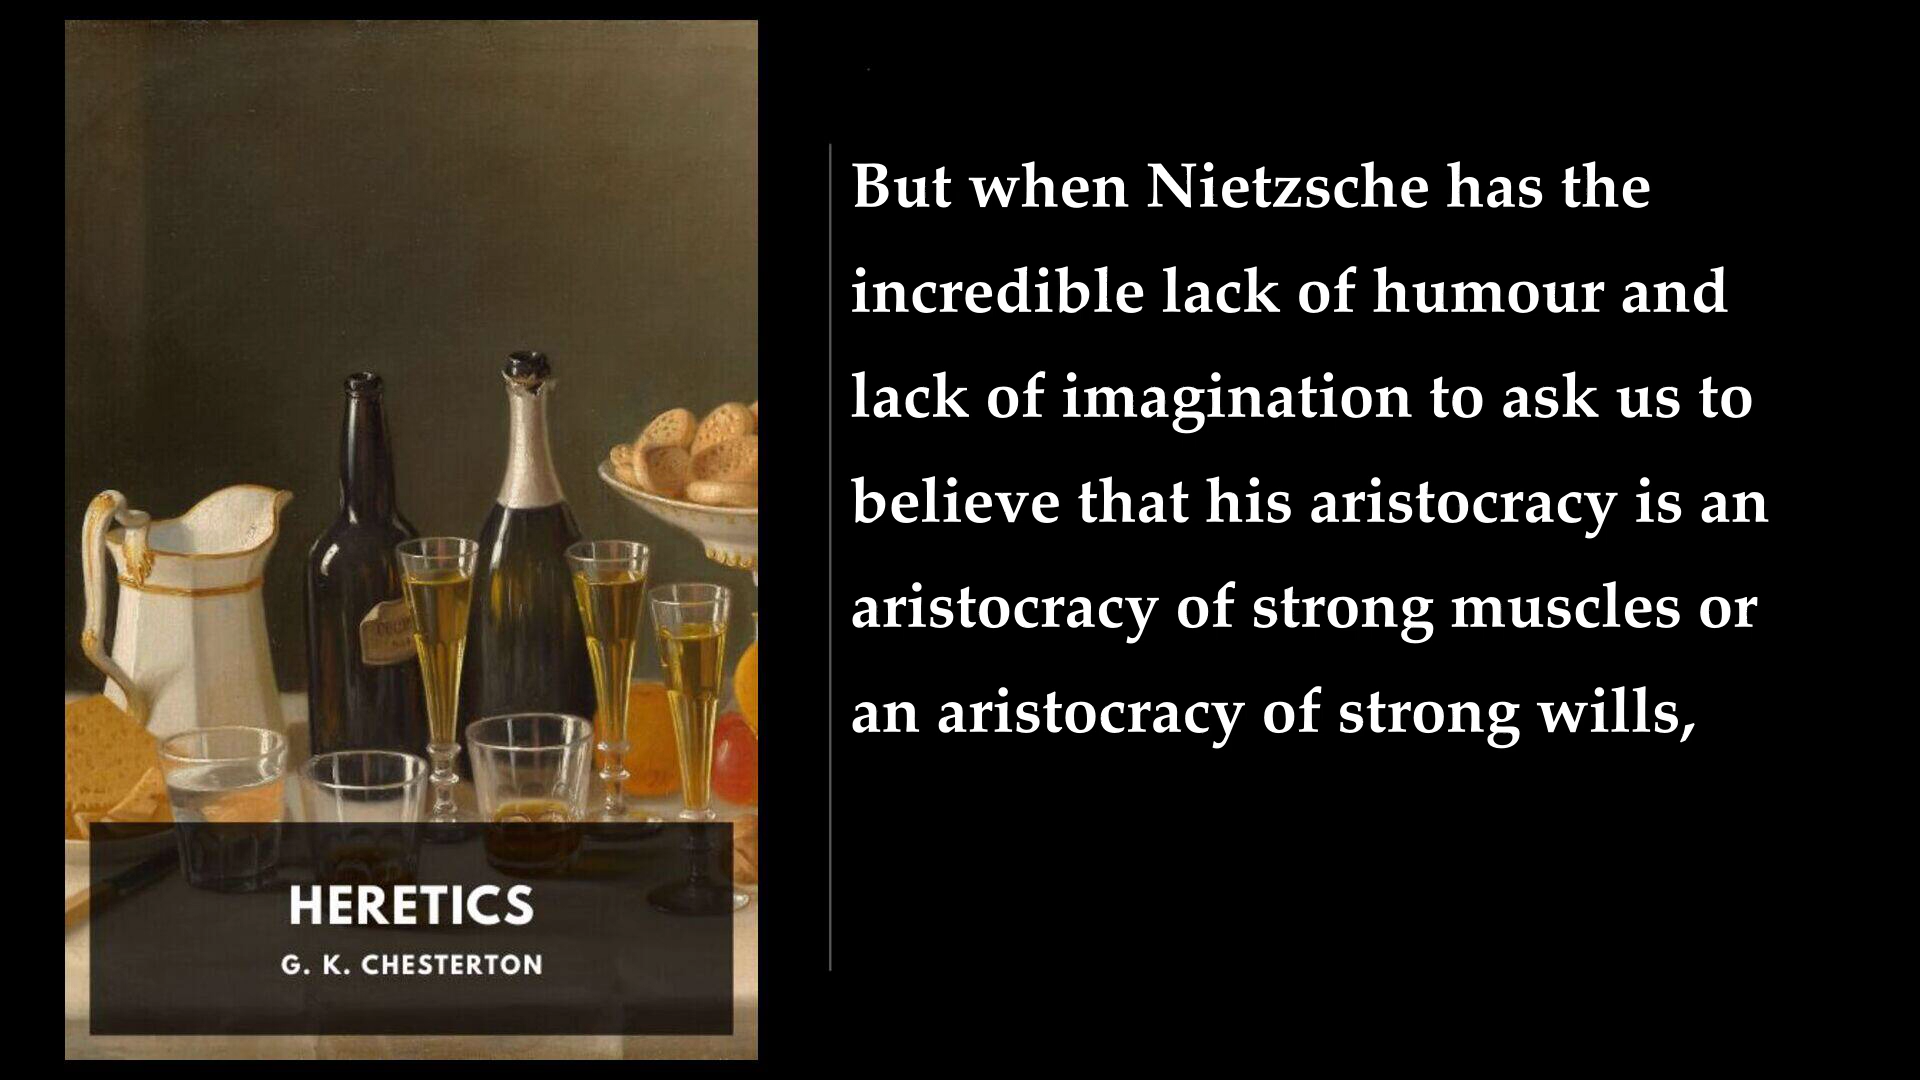 But when Nietzsche has the
incredible lack of humour and
lack of imagination to ask us to
believe that his aristocracy is an
aristocracy of strong muscles or
an aristocracy of strong wills,
HERETICS
G. K. CHESTERTON